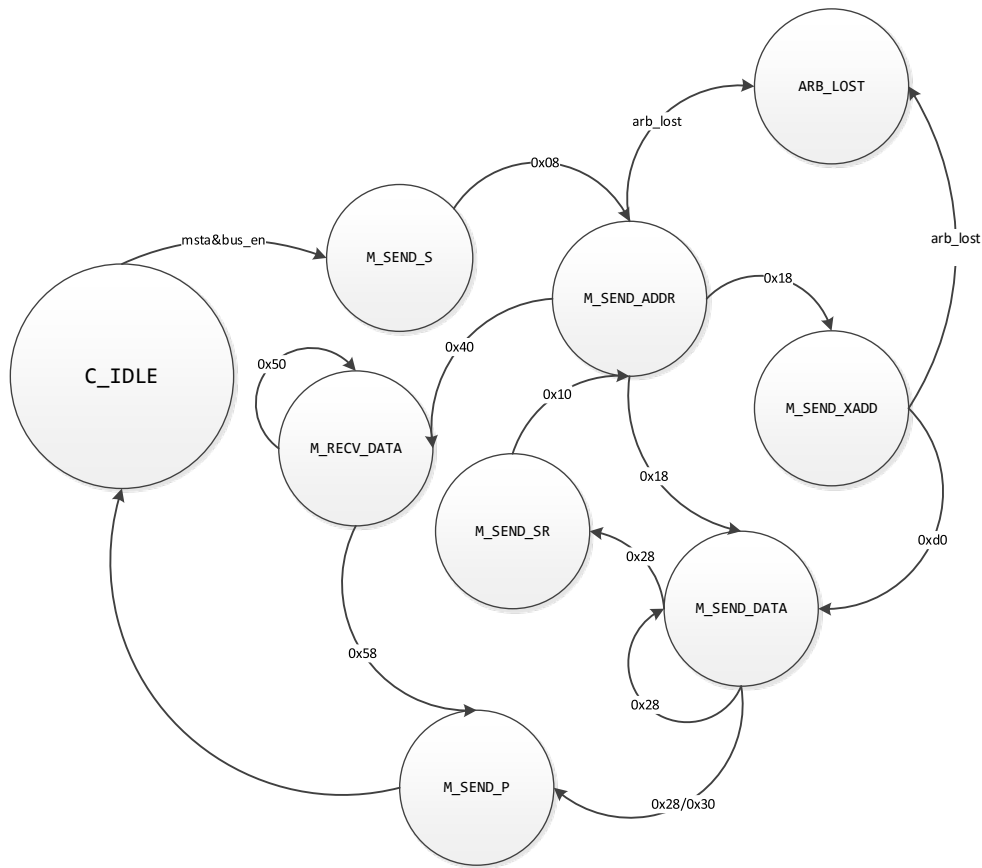 ARB_LOST
arb_lost
0x08
msta&bus_en
arb_lost
M_SEND_S
0x18
M_SEND_ADDR
0x40
0x50
C_IDLE
0x10
M_SEND_XADD
M_RECV_DATA
0x18
M_SEND_SR
0xd0
0x28
M_SEND_DATA
0x58
0x28
M_SEND_P
0x28/0x30